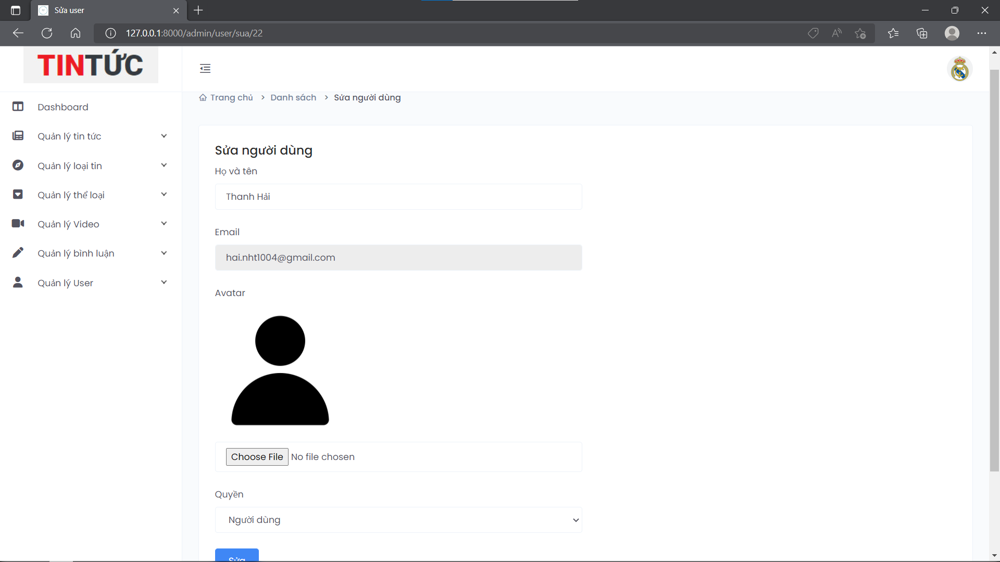 Sửa user
127.0.0.1:8000/admin/user/sua/22
TINTỨC
Trang chủ > Danh sách > Sửa người dùng
Dashboard
Quản lý tin tức
Quản lý loại tin
Quản lý thể loại
Quản lý Video
Quản lý bình luận
Quản lý User
Sửa người dùng
Họ và tên
Thanh Hải
Email
hai.nht1004@gmail.com
Avatar
Choose File No file chosen
Quyền
Người dùng
Sửa